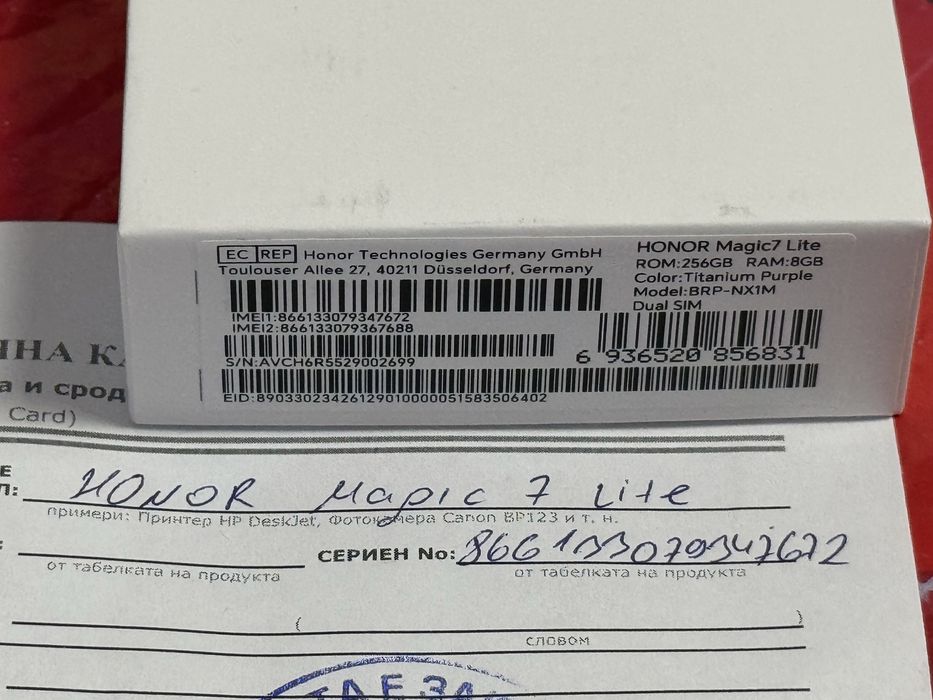 EC REP Honor Technologies Germany GmbH
Toulouser Allee 27, 40211 Düsseldorf, Germany
HONOR Magic7 Lite
ROM:256GB RAM:8GB
Color:Titanium Purple
Model:BRP-NX1M
Dual SIM
IMEI1:866133079347672
IMEI2:866133079367688
S/N:AVCH6R5529002699
6 936520 856831
EID:89033023426129010000051583506402
Card)
HONOR Magic 7 Lite
примери: Принтер HP DeskJet, Фотокамера Canon BP123 и т. н.
СЕРИЕН No: 866133079347672
от табелката на продукта
от табелката на продукта
(                    )
словом